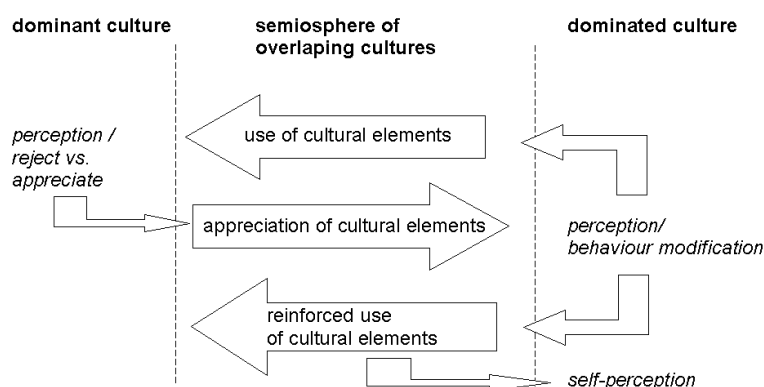 dominant culture
semiosphere of
overlaping cultures
dominated culture
perception /
reject vs.
appreciate
use of cultural elements
appreciation of cultural elements
perception/
behaviour modification
reinforced use
of cultural elements
self-perception